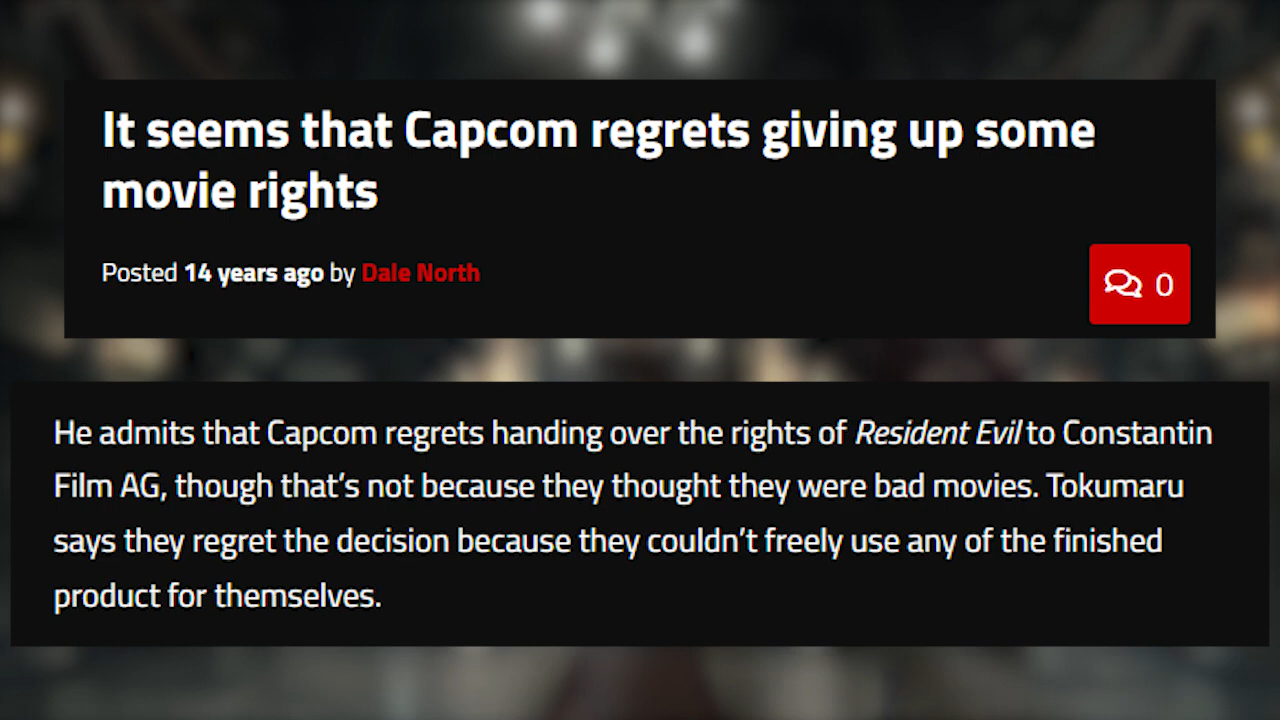 It seems that Capcom regrets giving up some
movie rights
Posted 14 years ago by Dale North
0
He admits that Capcom regrets handing over the rights of Resident Evil to Constantin
Film AG, though that’s not because they thought they were bad movies. Tokumaru
says they regret the decision because they couldn’t freely use any of the finished
product for themselves.